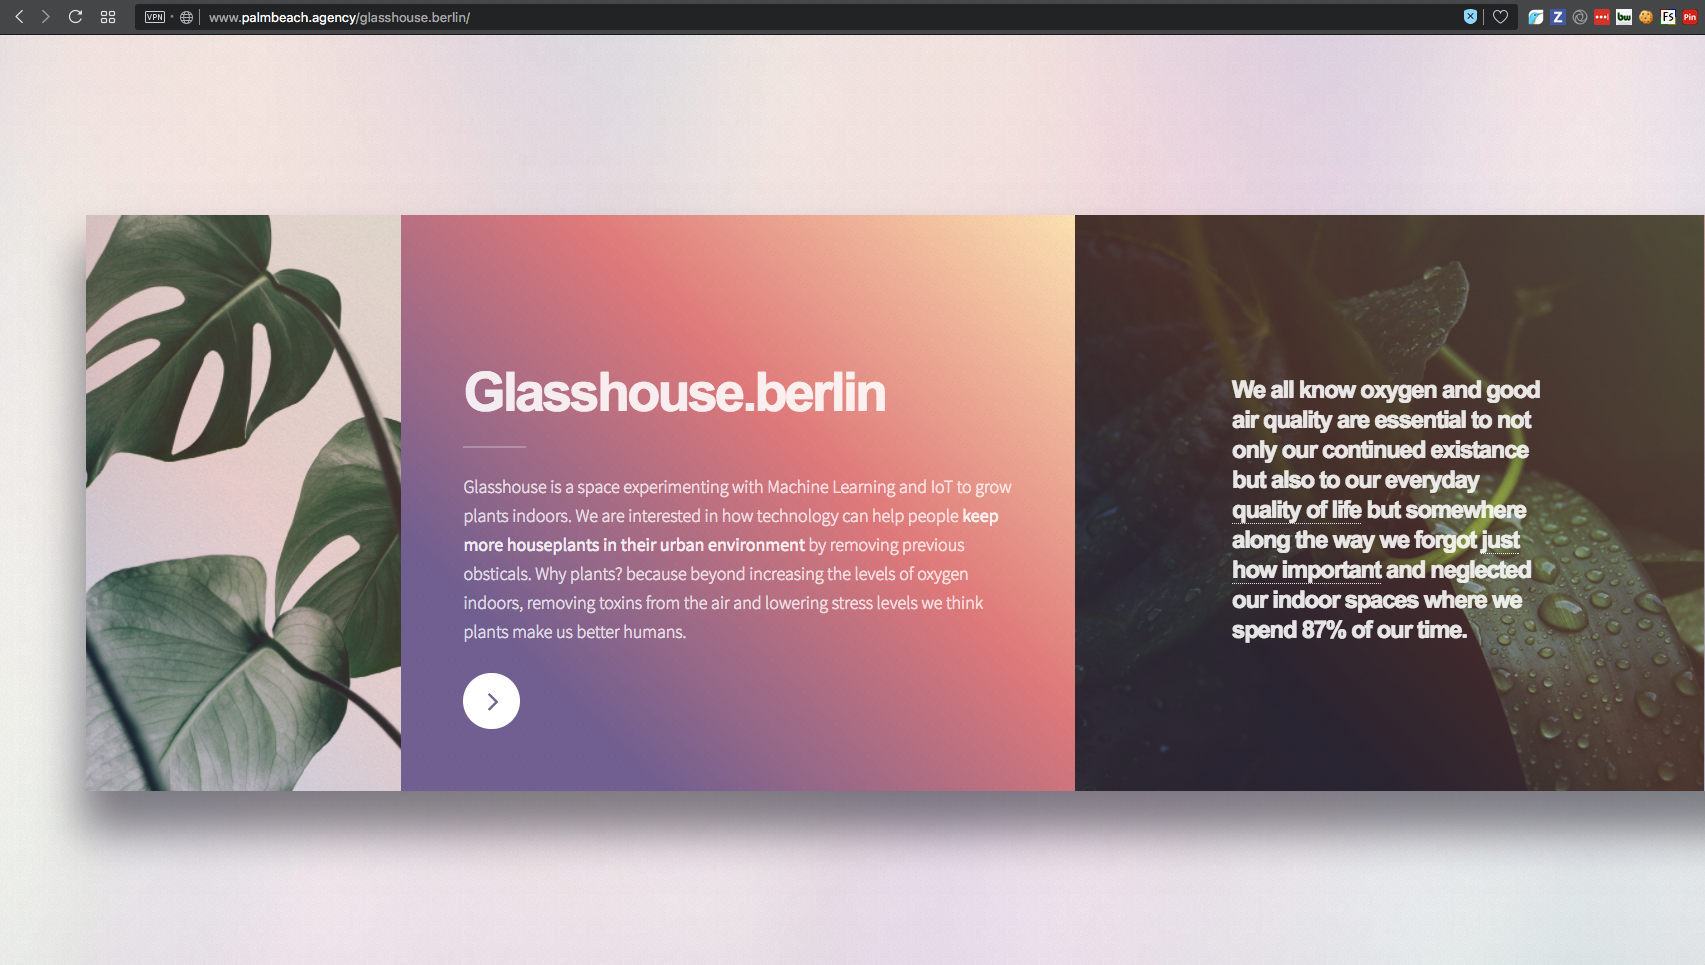 VPN
www.palmbeach.agency/glasshouse.berlin/
Z
bw
FS
Pin
Glasshouse.berlin
Glasshouse is a space experimenting with Machine Learning and IoT to grow
plants indoors. We are interested in how technology can help people keep
more houseplants in their urban environment by removing previous
obsticals. Why plants? because beyond increasing the levels of oxygen
indoors, removing toxins from the air and lowering stress levels we think
plants make us better humans.
We all know oxygen and good
air quality are essential to not
only our continued existance
but also to our everyday
quality of life but somewhere
along the way we forgot just
how important and neglected
our indoor spaces where we
spend 87% of our time.